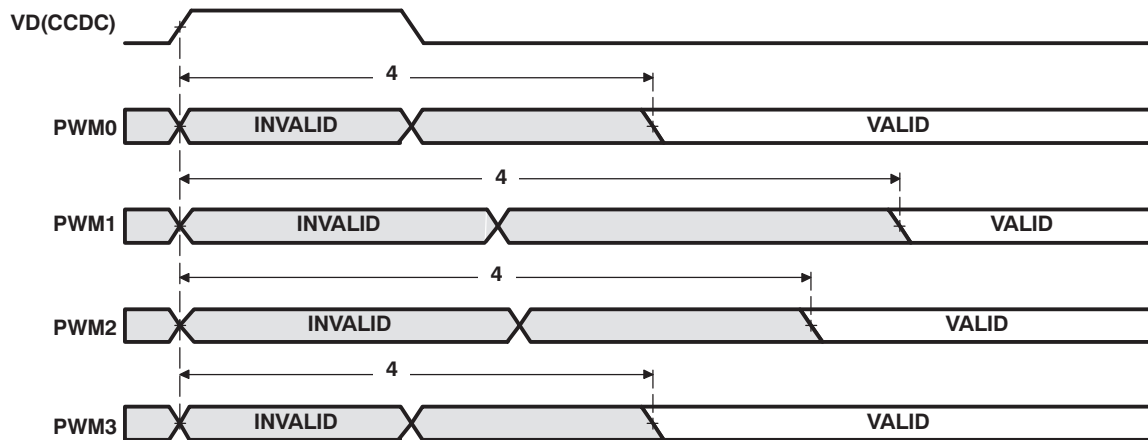 VD(CCDC)
4
PWM0 INVALID VALID
4
PWM1 INVALID VALID
4
PWM2 INVALID VALID
4
PWM3 INVALID VALID